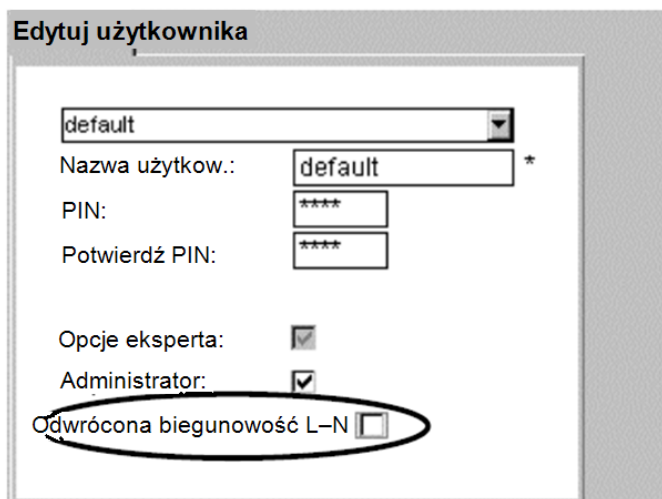 Edytuj użytkownika
default
Nazwa użytkow.: default *
PIN: ****
Potwierdź PIN: ****
Opcje eksperta:
Administrator:
Odwrócona biegunowość L–N